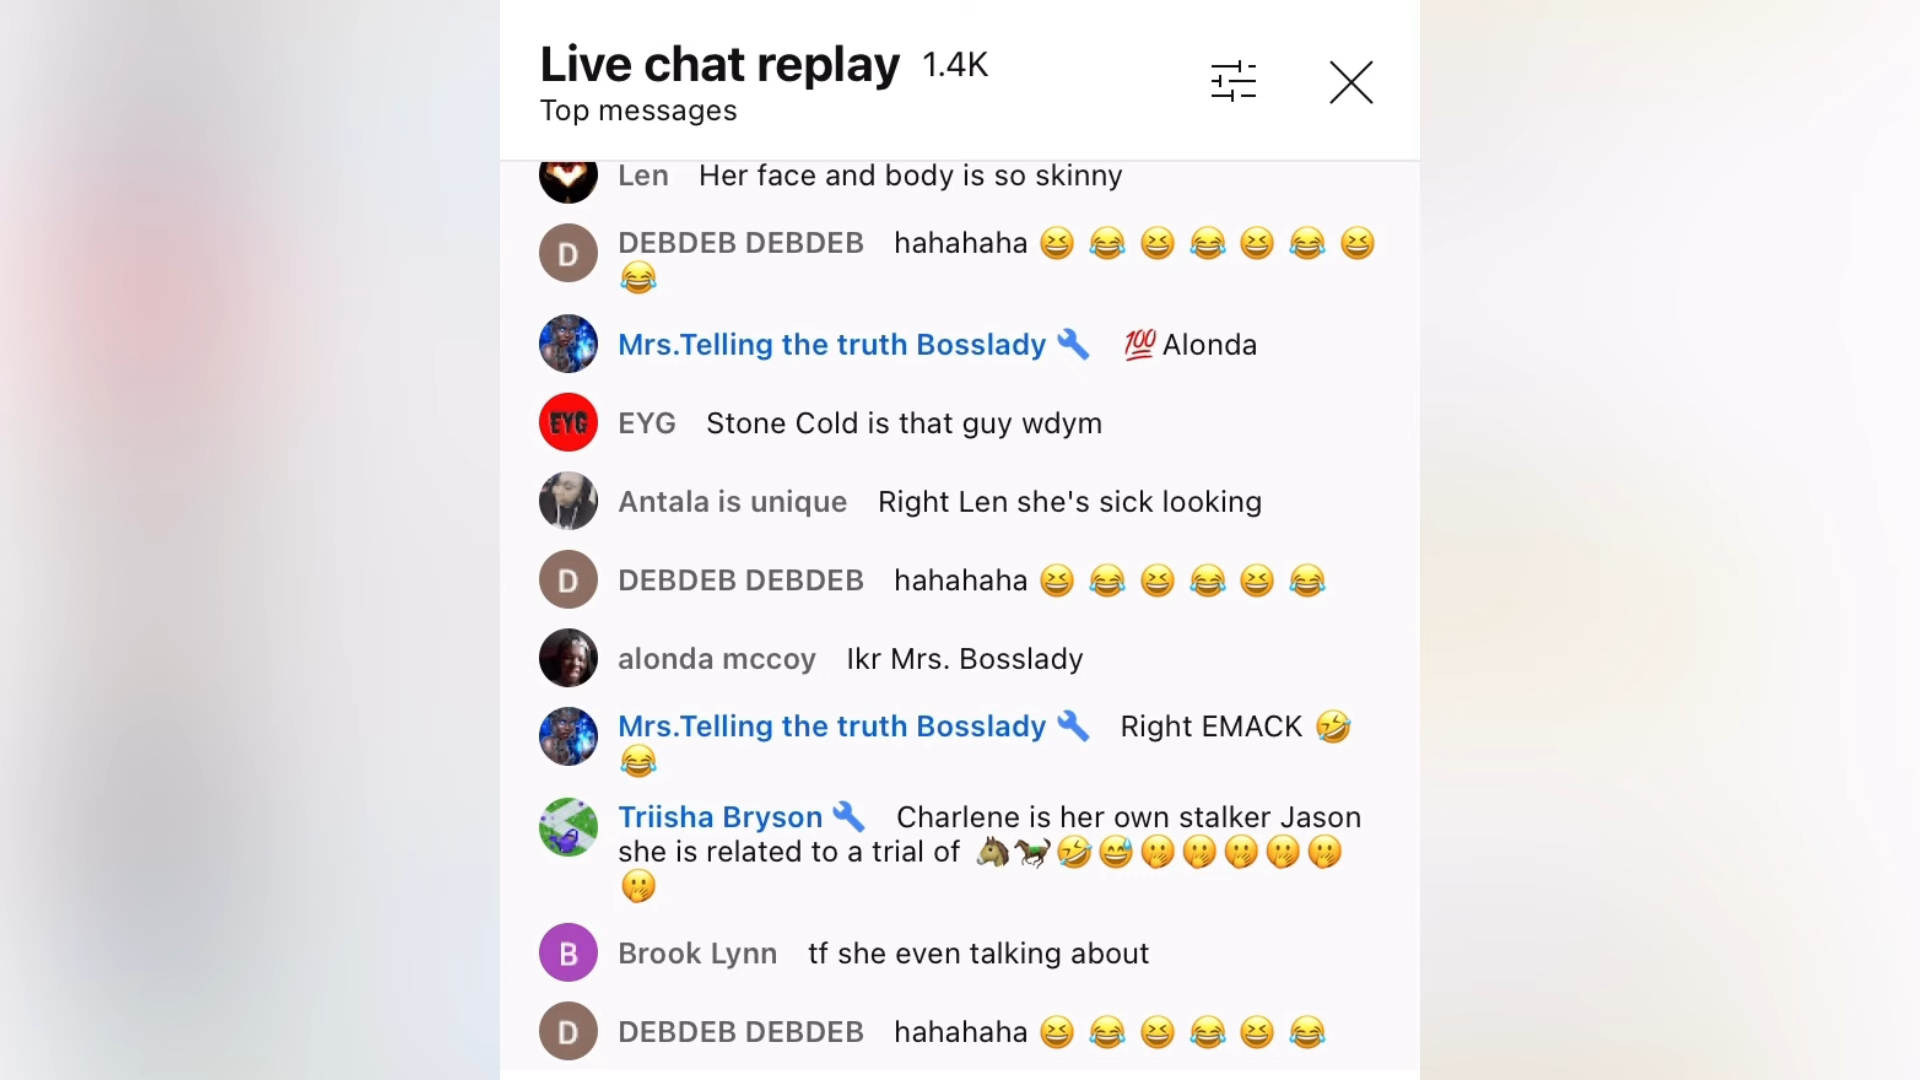 Live chat replay 1.4K
Top messages
Len Her face and body is so skinny
D DEBDEB DEBDEB hahahaha 😆 😂 😆 😂 😆 😂 😆
😂
Mrs.Telling the truth Bosslady 🔧 💯 Alonda
EYG EYG Stone Cold is that guy wdym
Antala is unique Right Len she's sick looking
D DEBDEB DEBDEB hahahaha 😆 😂 😆 😂 😆 😂
alonda mccoy Ikr Mrs. Bosslady
Mrs.Telling the truth Bosslady 🔧 Right EMACK 🤣
😂
Triisha Bryson 🔧 Charlene is her own stalker Jason
she is related to a trial of 🐴🐎🤣😅🤭🤭🤭🤭🤭
🤭
B Brook Lynn tf she even talking about
D DEBDEB DEBDEB hahahaha 😆 😂 😆 😂 😆 😂